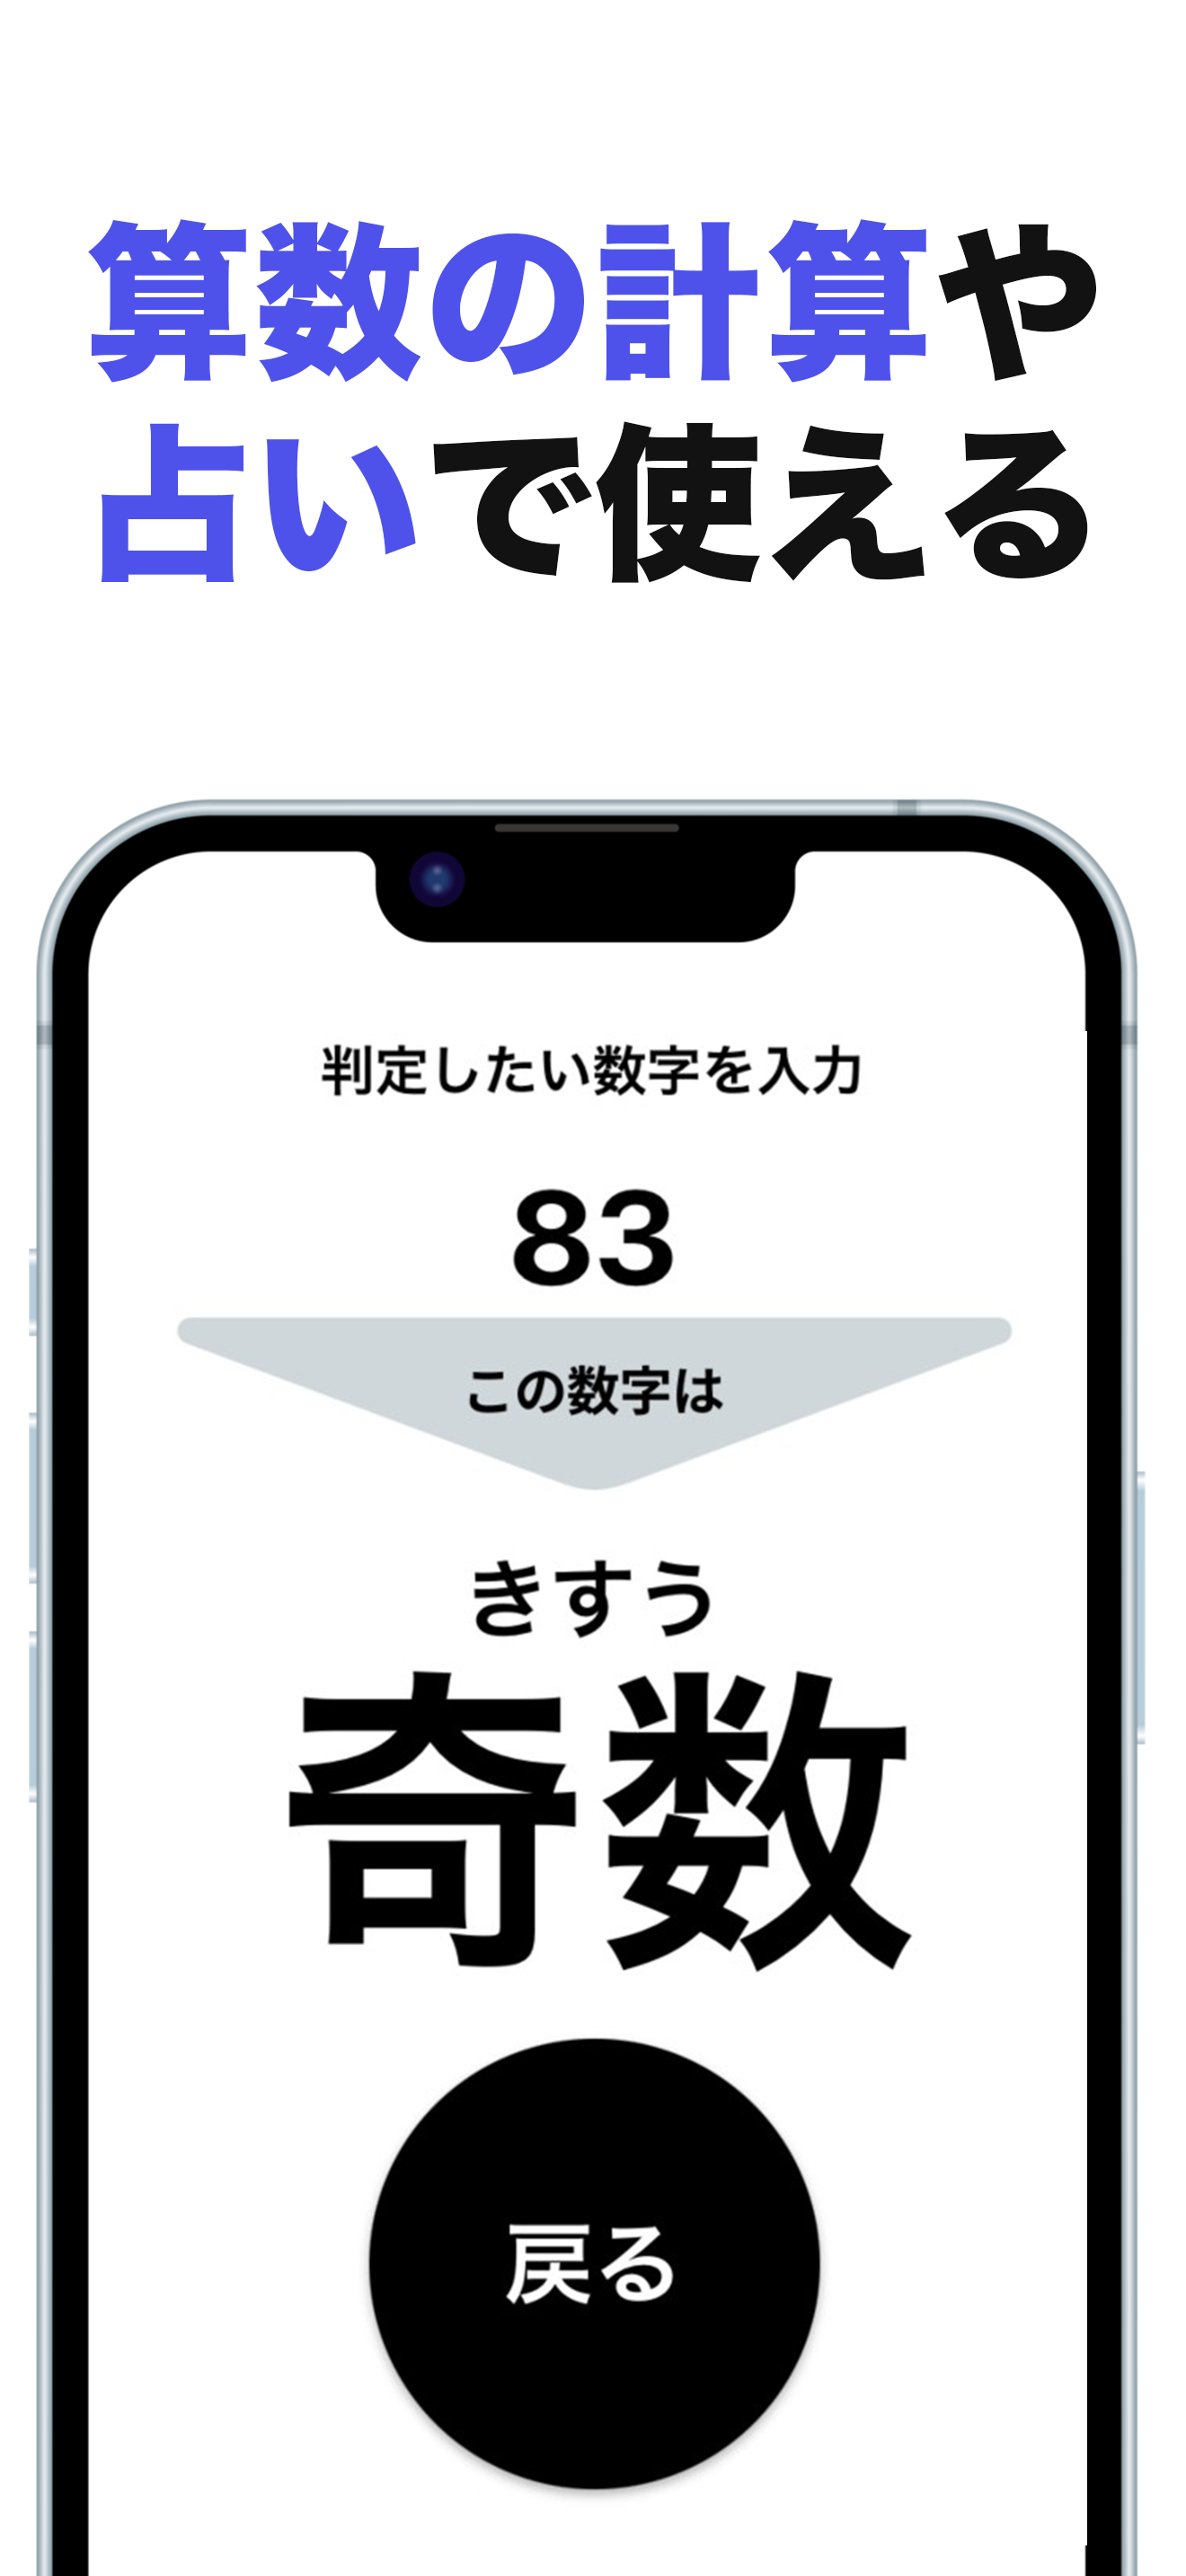 算数の計算や
占いで使える
判定したい数字を入力
83
この数字は
きすう
奇数
戻る